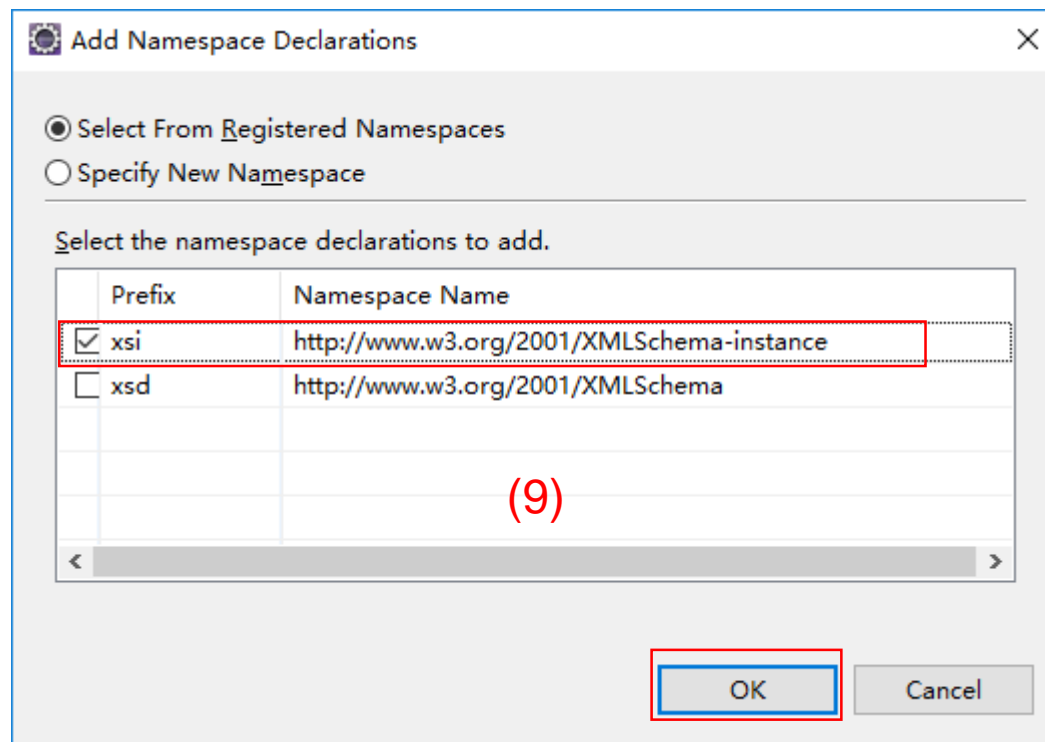 Add Namespace Declarations
Select From Registered Namespaces
Specify New Namespace
Select the namespace declarations to add.
Prefix Namespace Name
xsi http://www.w3.org/2001/XMLSchema-instance
xsd http://www.w3.org/2001/XMLSchema
(9)
OK Cancel